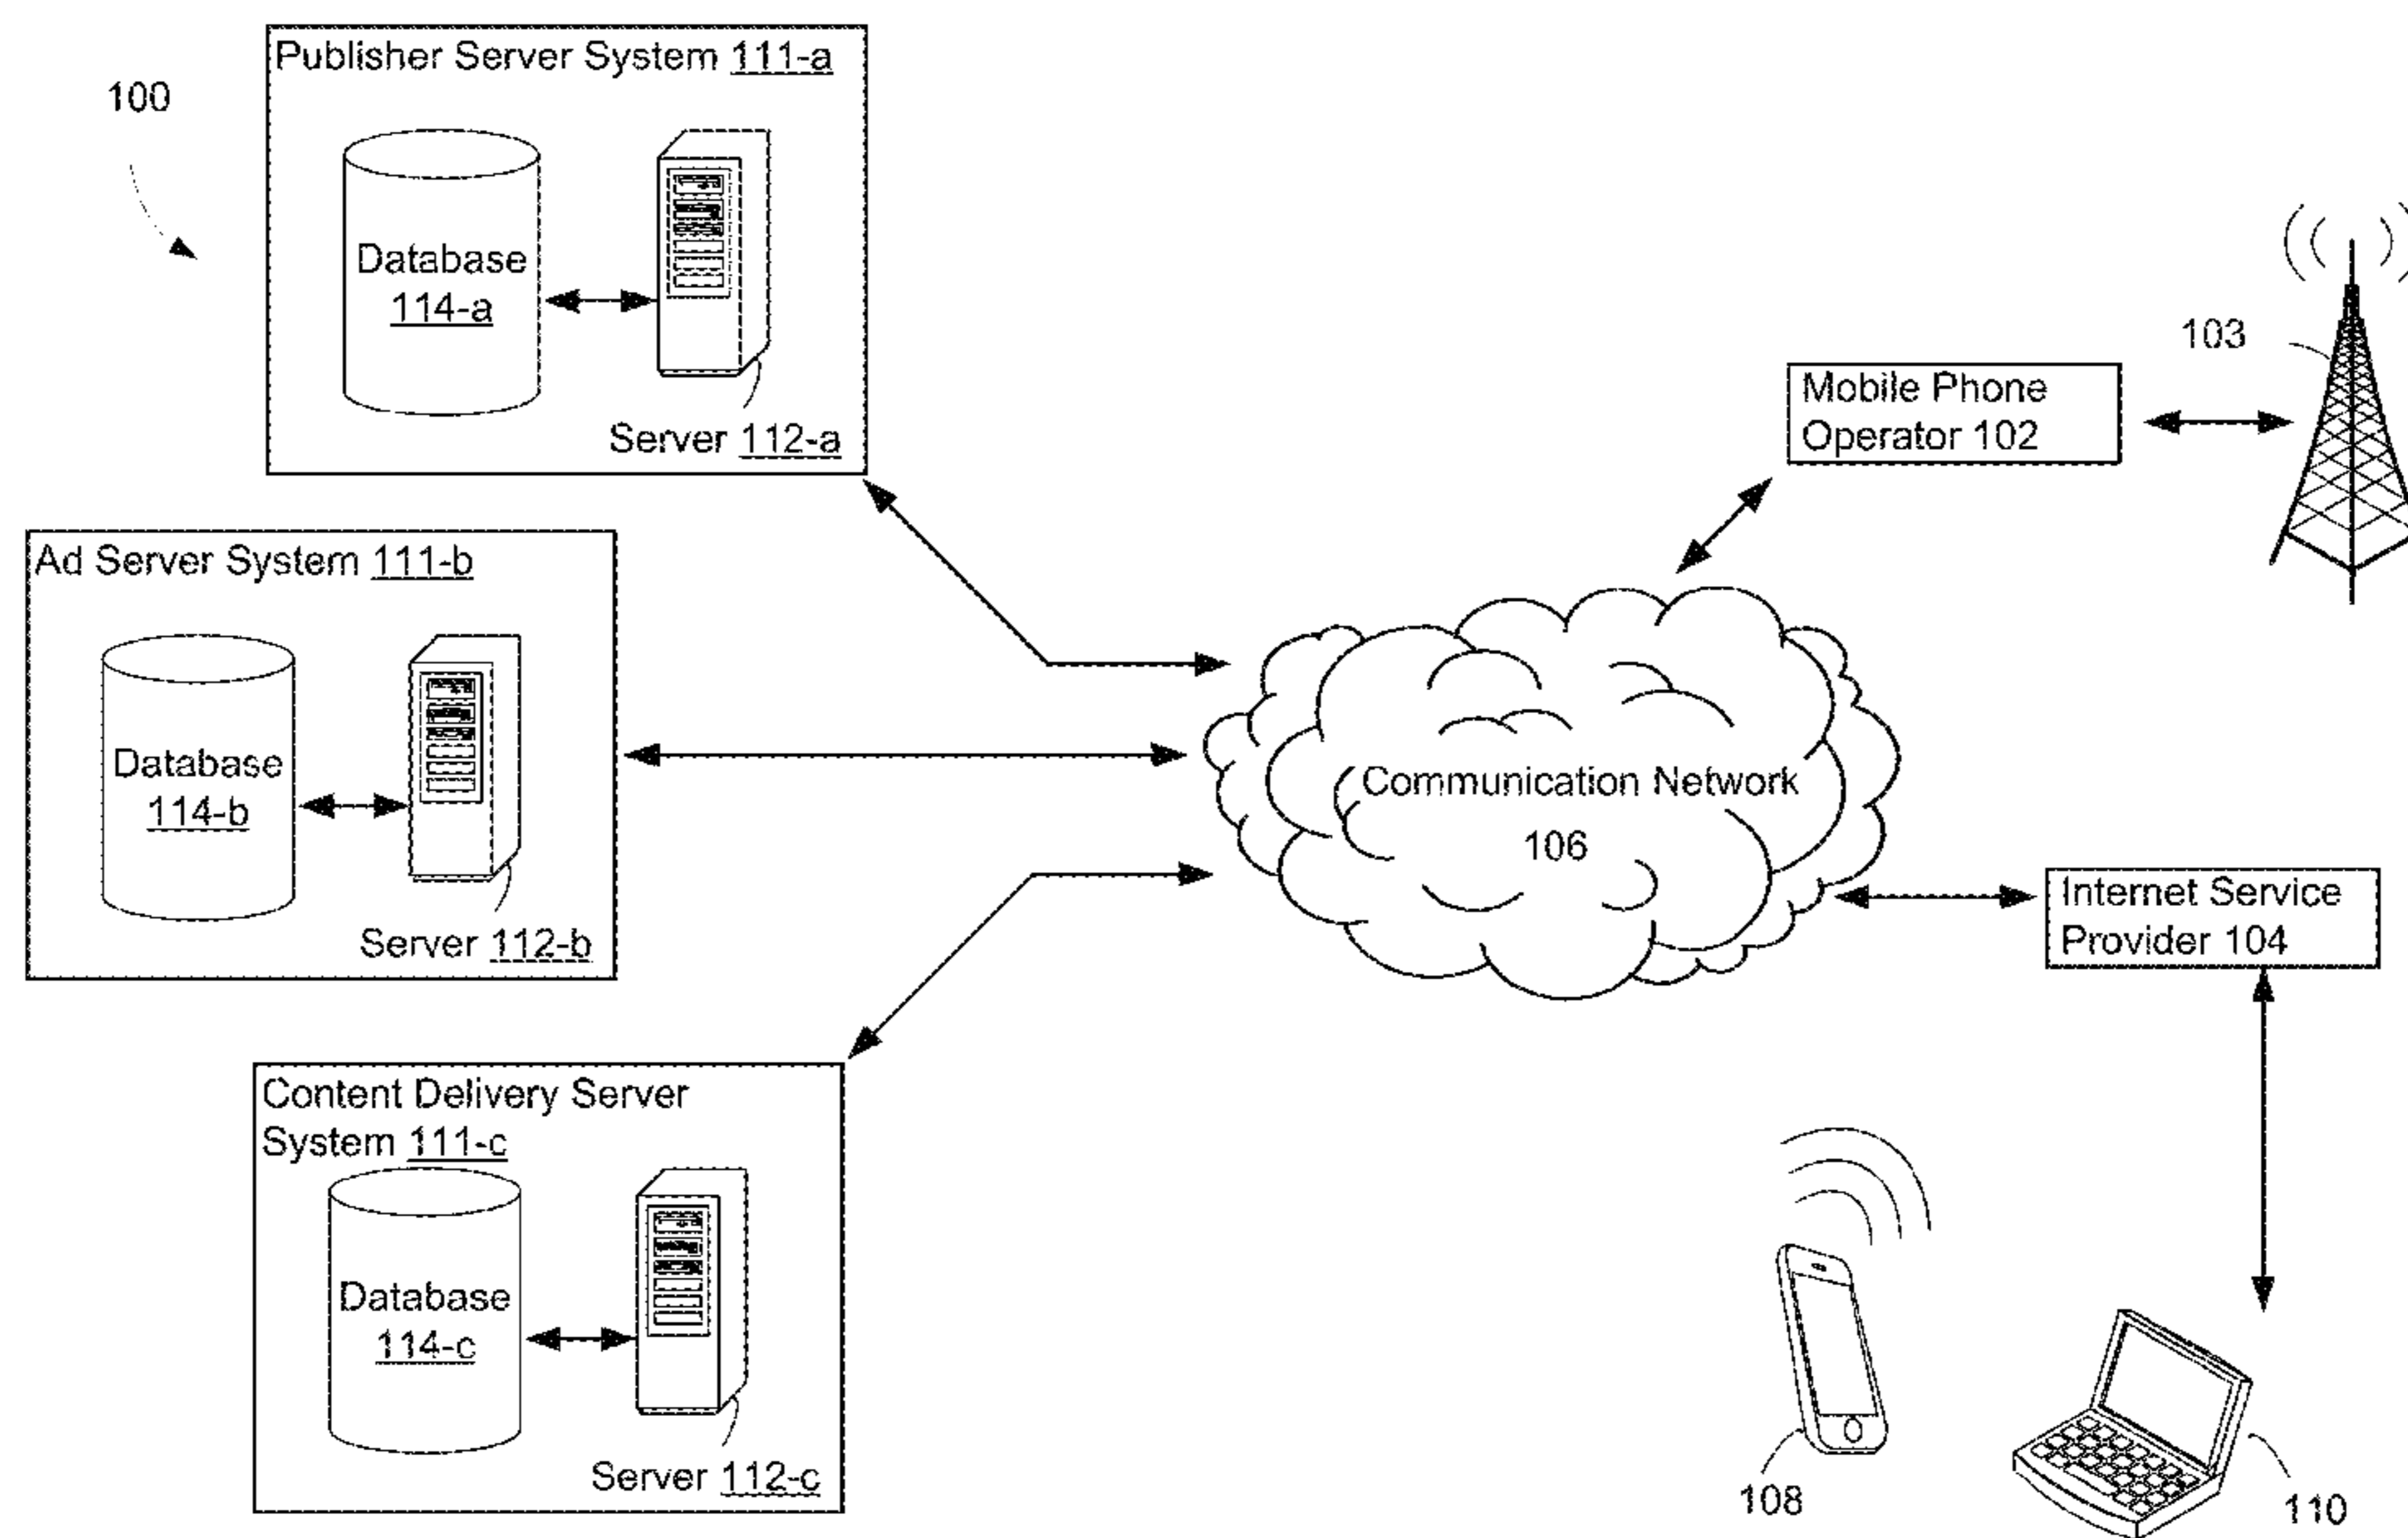 Publisher Server System 111-a
100
Database
114-a
Server 112-a
103
Mobile Phone
Operator 102
Ad Server System 111-b
Database
114-b
Server 112-b
Communication Network
106
Internet Service
Provider 104
Content Delivery Server
System 111-c
Database
114-c
Server 112-c
108
110